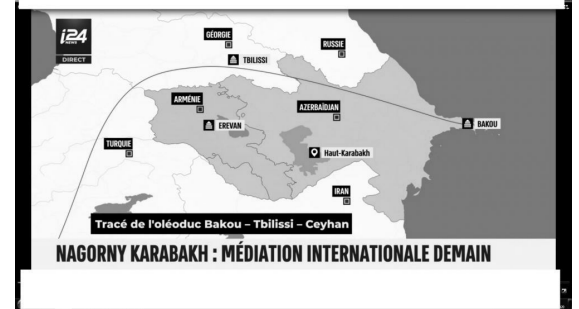 i24
NEWS
DIRECT
GÉORGIE
RUSSIE
TBILISSI
ARMÉNIE
AZERBAÏDJAN
EREVAN
BAKOU
TURQUIE
Haut-Karabakh
IRAN
Tracé de l'oléoduc Bakou – Tbilissi – Ceyhan
NAGORNY KARABAKH : MÉDIATION INTERNATIONALE DEMAIN